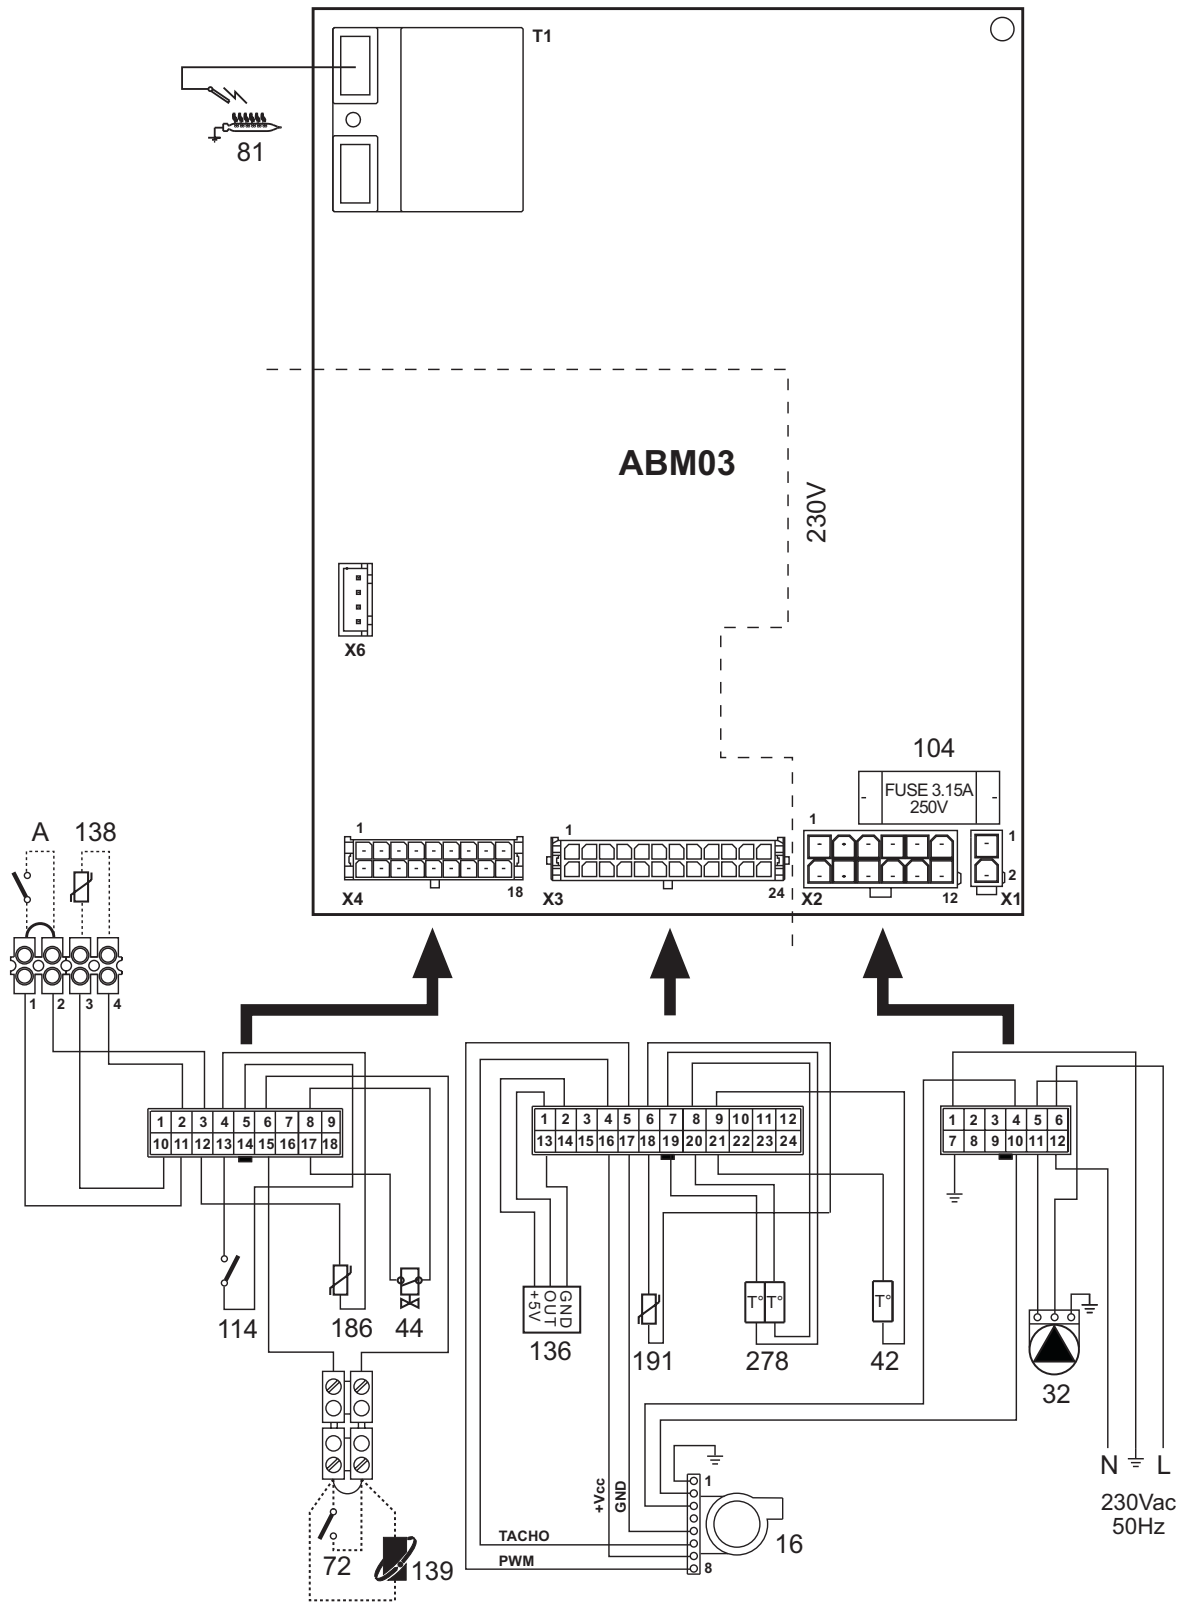 T1
81
ABM03
230V
X6
104
FUSE 3.15A
250V
A 138
1
1
1
1
X4
18
X3
24
X2
12
2
X1
1 2 3 4
1 2 3 4 5 6 7 8 9
10 11 12 13 14 15 16 17 18
1 2 3 4 5 6 7 8 9 10 11 12
13 14 15 16 17 18 19 20 21 22 23 24
1 2 3 4 5 6
7 8 9 10 11 12
114
186
44
+5V
OUT
GND
136
191
T° T°
278
T°
42
32
N L
230Vac
50Hz
+Vcc
GND
TACHO
PWM
1
8
16
72
139